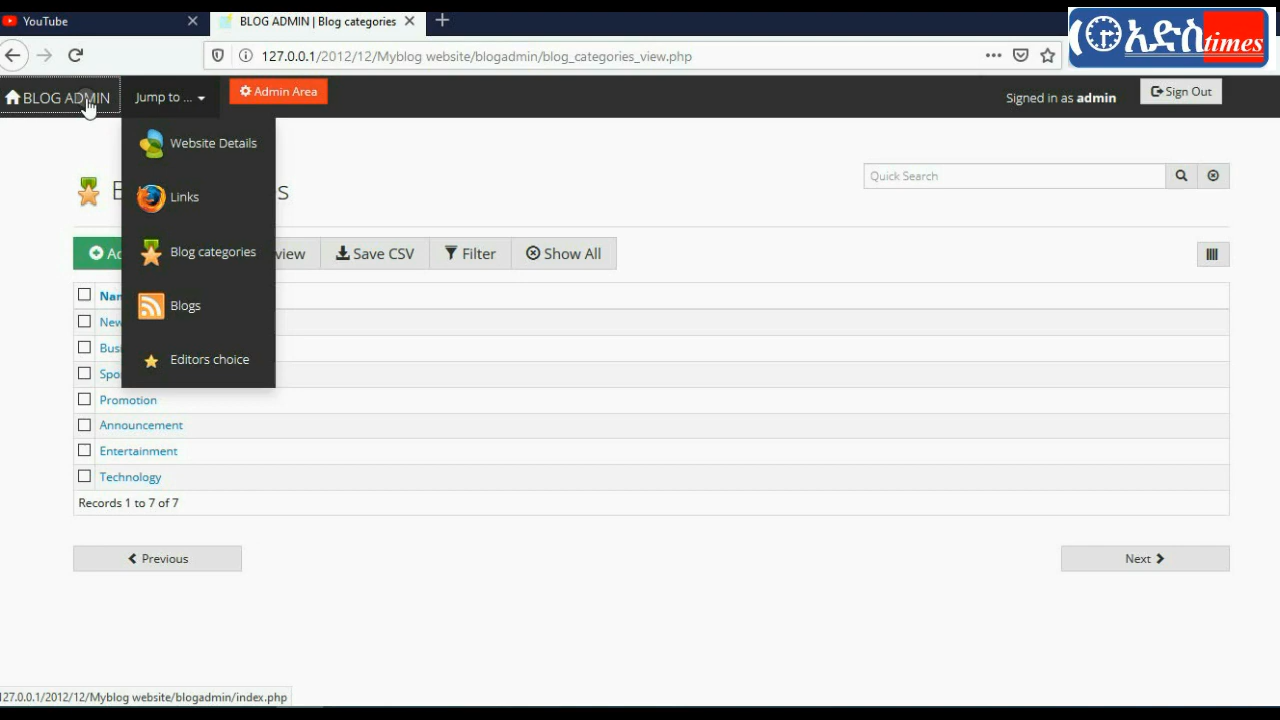 YouTube
BLOG ADMIN | Blog categories
አዲስtimes
127.0.0.1/2012/12/Myblog website/blogadmin/blog_categories_view.php
BLOG ADMIN
Jump to ...
Admin Area
Signed in as admin
Sign Out
Website Details
Links
Blog categories
Blogs
Editors choice
Quick Search
Save CSV
Filter
Show All
Promotion
Announcement
Entertainment
Technology
Records 1 to 7 of 7
Previous
Next
127.0.0.1/2012/12/Myblog website/blogadmin/index.php